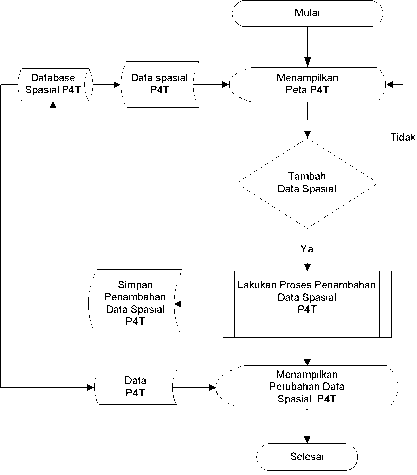 Mulai
Database
Spasial P4T
Data spasial
P4T
Menampilkan
Peta P4T
Tidak
Tambah
Data Spasial
Ya
Simpan
Penambahan
Data Spasial
P4T
Lakukan Proses Penambahan
Data Spasial
P4T
Data
P4T
Menampilkan
Perubahan Data
Spasial P4T
Selesai